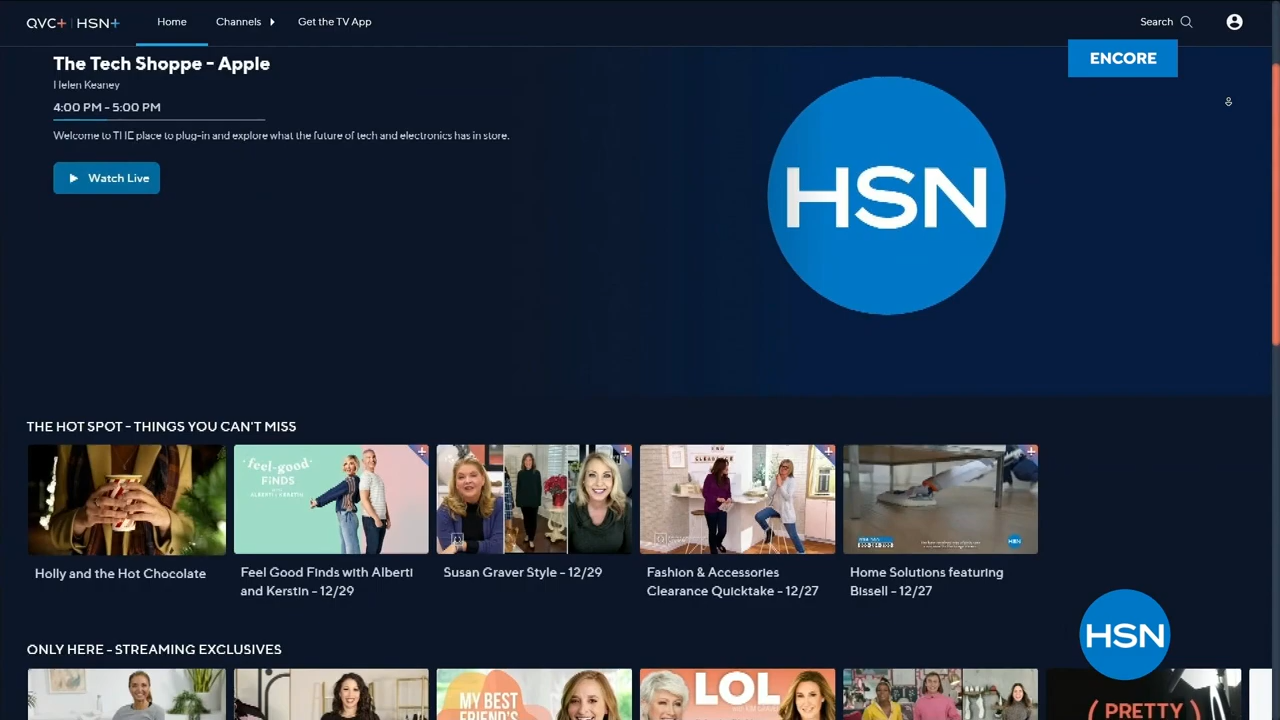 QVC+ | HSN+
Home
Channels
Get the TV App
Search
ENCORE
The Tech Shoppe - Apple
Helen Keaney
4:00 PM - 5:00 PM
Welcome to THE place to plug-in and explore what the future of tech and electronics has in store.
Watch Live
HSN
THE HOT SPOT - THINGS YOU CAN'T MISS
"feel-good"
FINDS
WITH
ALBERTI & KERSTIN
CLEARANCE
HSN
Holly and the Hot Chocolate
Feel Good Finds with Alberti
and Kerstin - 12/29
Susan Graver Style - 12/29
Fashion & Accessories
Clearance Quicktake - 12/27
Home Solutions featuring
Bissell - 12/27
HSN
ONLY HERE - STREAMING EXCLUSIVES
MY BEST
FRIEND'S
LOL
( PRETTY